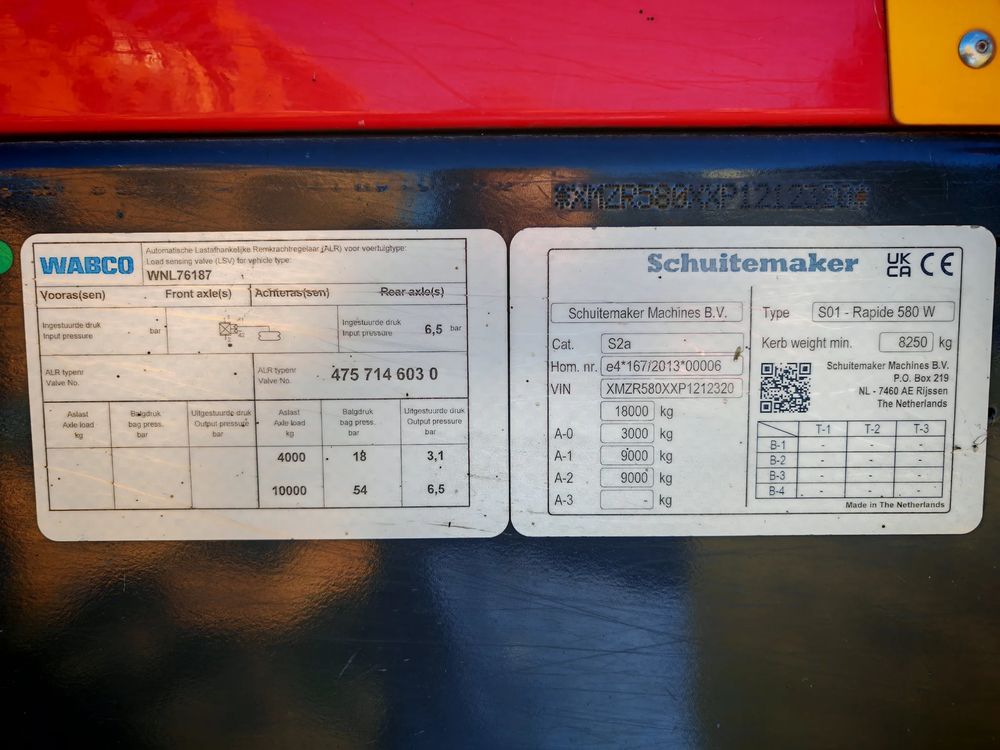 *XMZR580XXP1212320*
WABCO
Automatische Lastafhankelijke Remkrachtregelaar (ALR) voor voertuigtype:
Load sensing valve (LSV) for vehicle type:
WNL76187
Vooras(sen) Front axle(s) Achteras(sen) Rear axle(s)
Ingestuurde druk
Input pressure bar
Ingestuurde druk
Input pressure 6,5 bar
ALR typenr
Valve No.
ALR typenr
Valve No. 475 714 603 0
Aslast Balgdruk Uitgestuurde druk Aslast Balgdruk Uitgestuurde druk
Axle load bag press. Output pressure Axle load bag press. Output pressure
kg bar bar kg bar bar
4000 18 3,1
10000 54 6,5
Schuitemaker UK CA CE
Schuitemaker Machines B.V.
Cat. S2a
Hom. nr. e4*167/2013*00006
VIN XMZR580XXP1212320
18000 kg
A-0 3000 kg
A-1 9000 kg
A-2 9000 kg
A-3 - kg
Type S01 - Rapide 580 W
Kerb weight min. 8250 kg
Schuitemaker Machines B.V.
P.O. Box 219
NL - 7460 AE Rijssen
The Netherlands
T-1 T-2 T-3
B-1 - - -
B-2 - - -
B-3 - - -
B-4 - - -
Made in The Netherlands